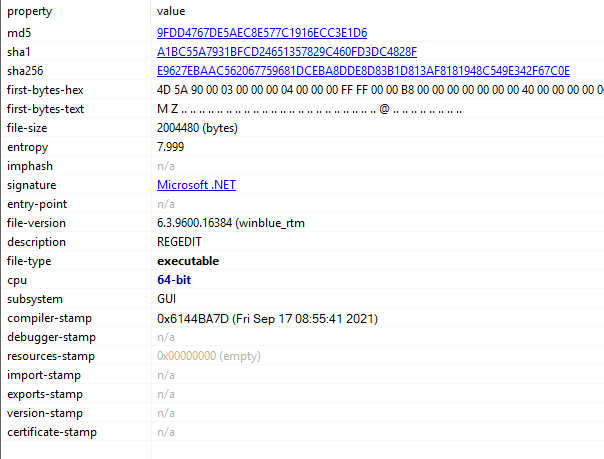 property value
md5 9FDD4767DE5AEC8E577C1916ECC3E1D6
sha1 A1BC55A7931BFCD24651357829C460FD3DC4828F
sha256 E9627EBAAC562067759681DCEBA8DDE8D83B1D813AF8181948C549E342F67C0E
first-bytes-hex 4D 5A 90 00 03 00 00 00 04 00 00 00 FF FF 00 00 B8 00 00 00 00 00 00 00 40 00 00 00 00 0
first-bytes-text M Z .. .. .. .. .. .. .. .. .. .. .. .. .. .. .. .. .. .. .. .. @ .. .. .. .. .. .. ..
file-size 2004480 (bytes)
entropy 7.999
imphash n/a
signature Microsoft .NET
entry-point n/a
file-version 6.3.9600.16384 (winblue_rtm
description REGEDIT
file-type executable
cpu 64-bit
subsystem GUI
compiler-stamp 0x6144BA7D (Fri Sep 17 08:55:41 2021)
debugger-stamp n/a
resources-stamp 0x00000000 (empty)
import-stamp n/a
exports-stamp n/a
version-stamp n/a
certificate-stamp n/a